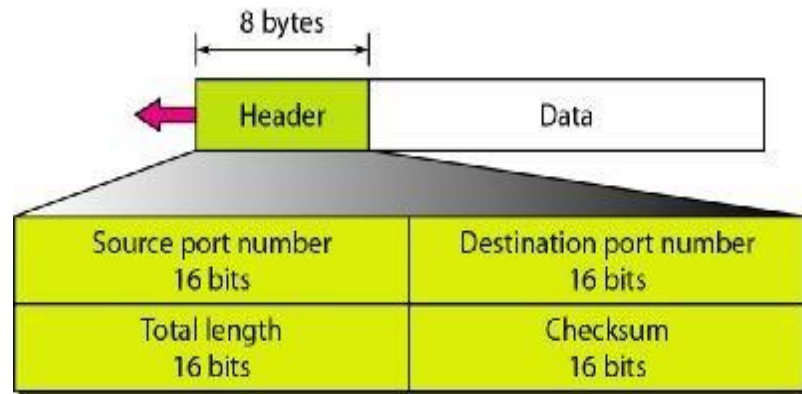 8 bytes
Header
Data
Source port number
16 bits
Destination port number
16 bits
Total length
16 bits
Checksum
16 bits